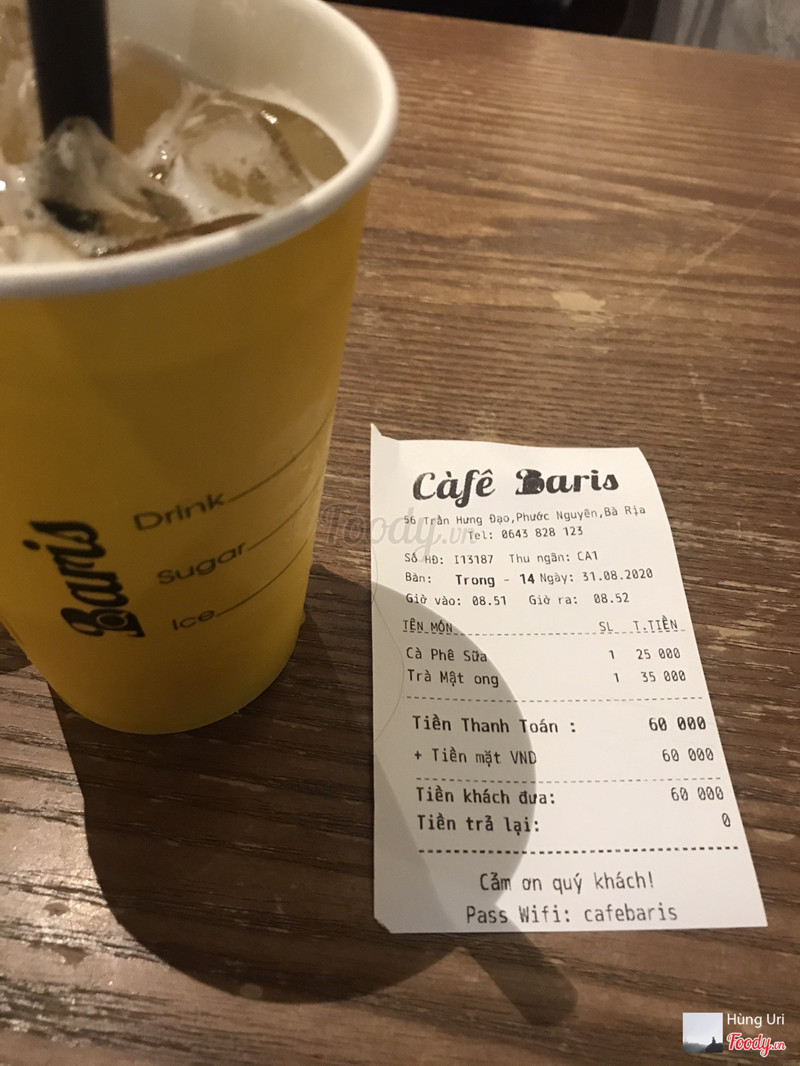 Baris
Drink
Sugar
Ice
Càfê Baris
56 Trần Hưng Đạo,Phước Nguyên,Bà Rịa
Tel: 0643 828 123
Số HĐ: I13187 Thu ngân: CA1
Bàn: Trong - 14 Ngày: 31.08.2020
Giờ vào: 08.51 Giờ ra: 08.52
TÊN MÓN SL T.TIỀN
Cà Phê Sữa 1 25 000
Trà Mật ong 1 35 000
Tiền Thanh Toán : 60 000
+ Tiền mặt VND 60 000
Tiền khách đưa: 60 000
Tiền trả lại: 0
Cảm ơn quý khách!
Pass Wifi: cafebaris
Foody.vn
Hùng Uri
Foody.vn